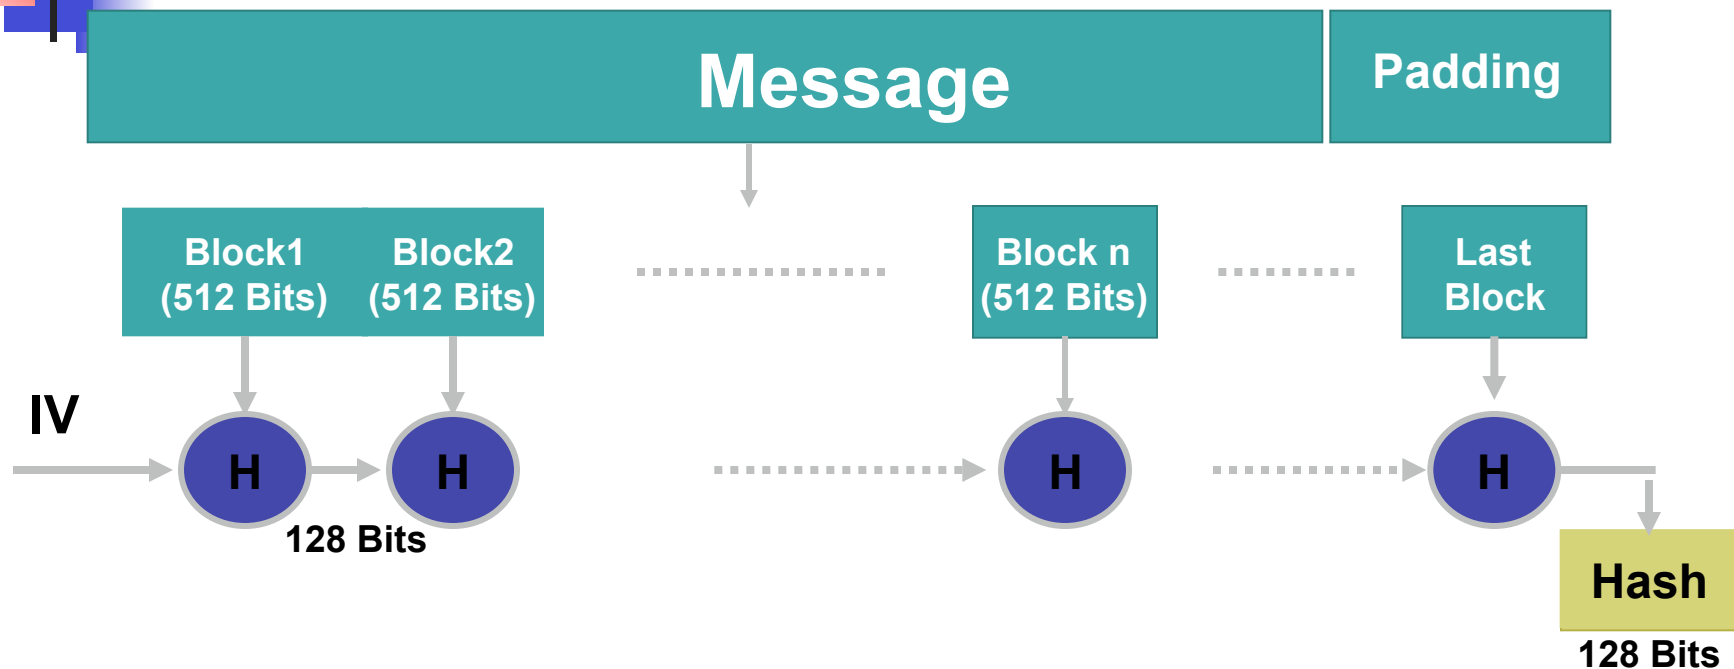 Message
Padding
Block1
(512 Bits)
Block2
(512 Bits)
Block n
(512 Bits)
Last
Block
IV
H
H
H
H
128 Bits
Hash
128 Bits